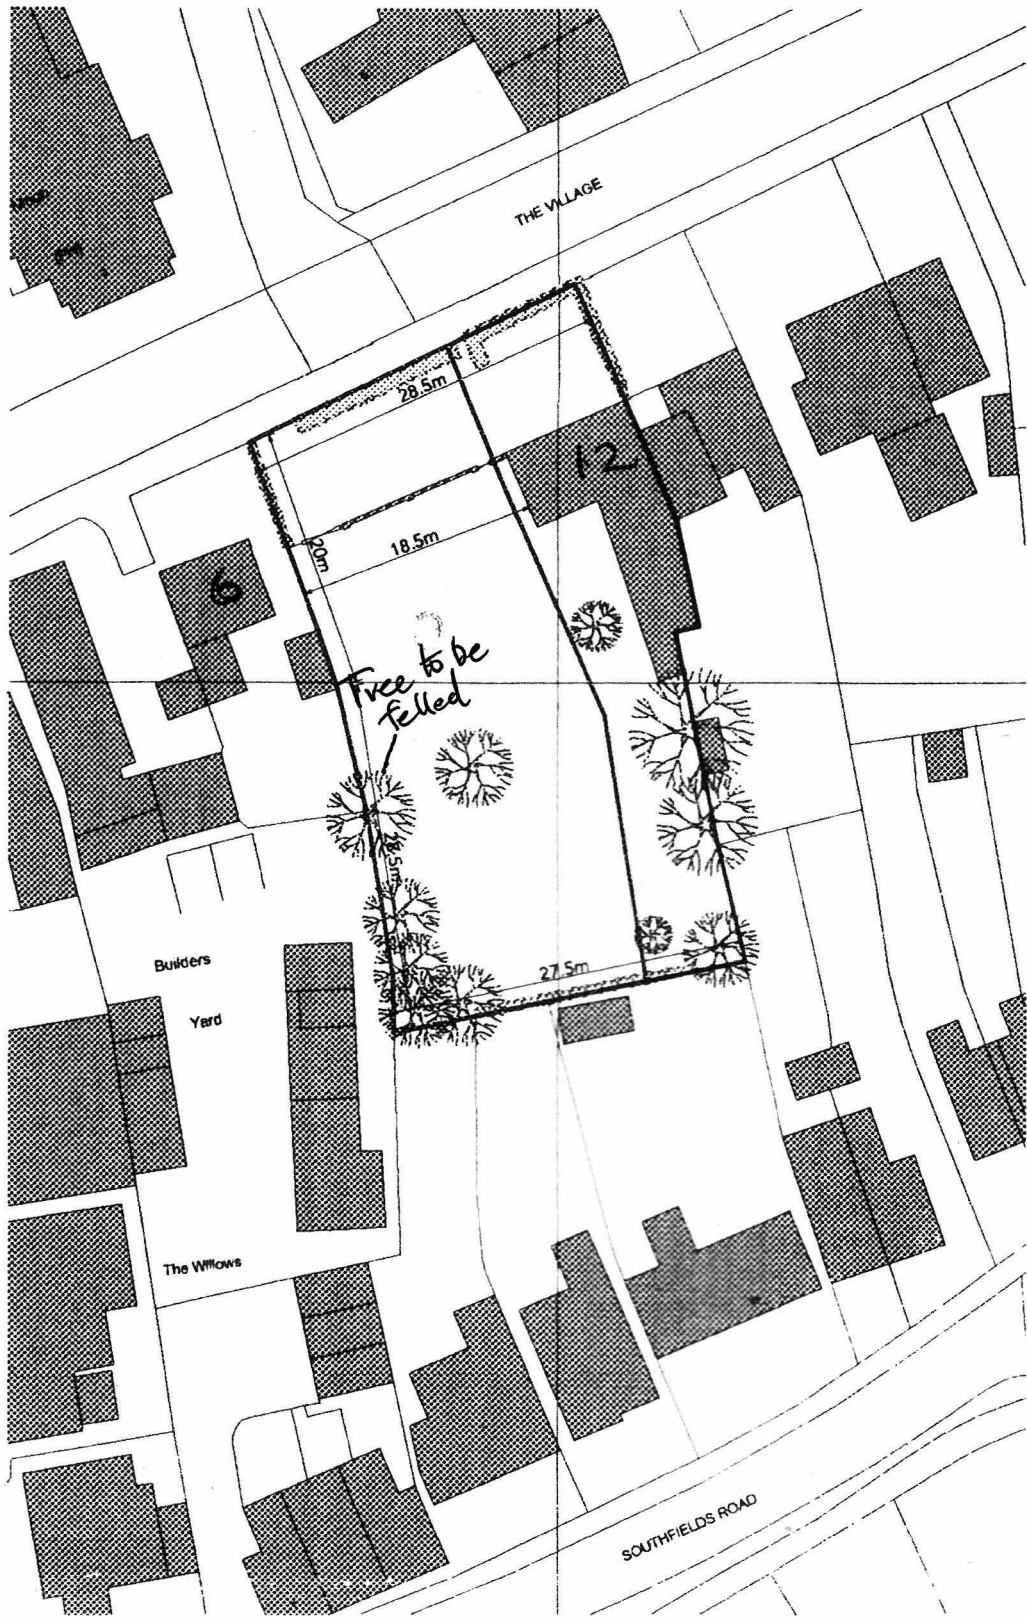 THE VILLAGE
28.5m
12
20m
18.5m
6
Tree to be
felled
27.5m
Builders
Yard
The Willows
SOUTHFIELDS ROAD